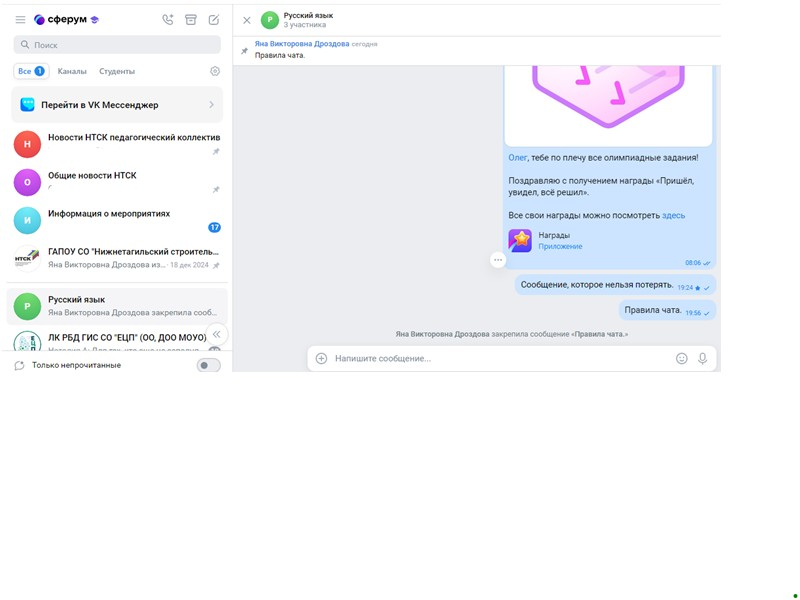 сферум
Поиск
Все 1 Каналы Студенты
Перейти в VK Мессенджер
Н
Новости НТСК педагогический коллектив
О
Общие новости НТСК
И
Информация о мероприятиях
17
НТСК
ГАПОУ СО "Нижнетагильский строитель...
Яна Викторовна Дроздова из... · 18 дек 2024
Р
Русский язык
Яна Викторовна Дроздова закрепила сооб...
ЛК РБД ГИС СО "ЕЦП" (ОО, ДОО МОУО)
Только непрочитанные
Р
Русский язык
3 участника
Яна Викторовна Дроздова сегодня
Правила чата.
Олег, тебе по плечу все олимпиадные задания!
Поздравляю с получением награды «Пришёл,
увидел, всё решил».
Все свои награды можно посмотреть здесь
Награды
Приложение
08:06
Сообщение, которое нельзя потерять. 19:24
Правила чата. 19:56
Яна Викторовна Дроздова закрепила сообщение «Правила чата.»
Напишите сообщение...